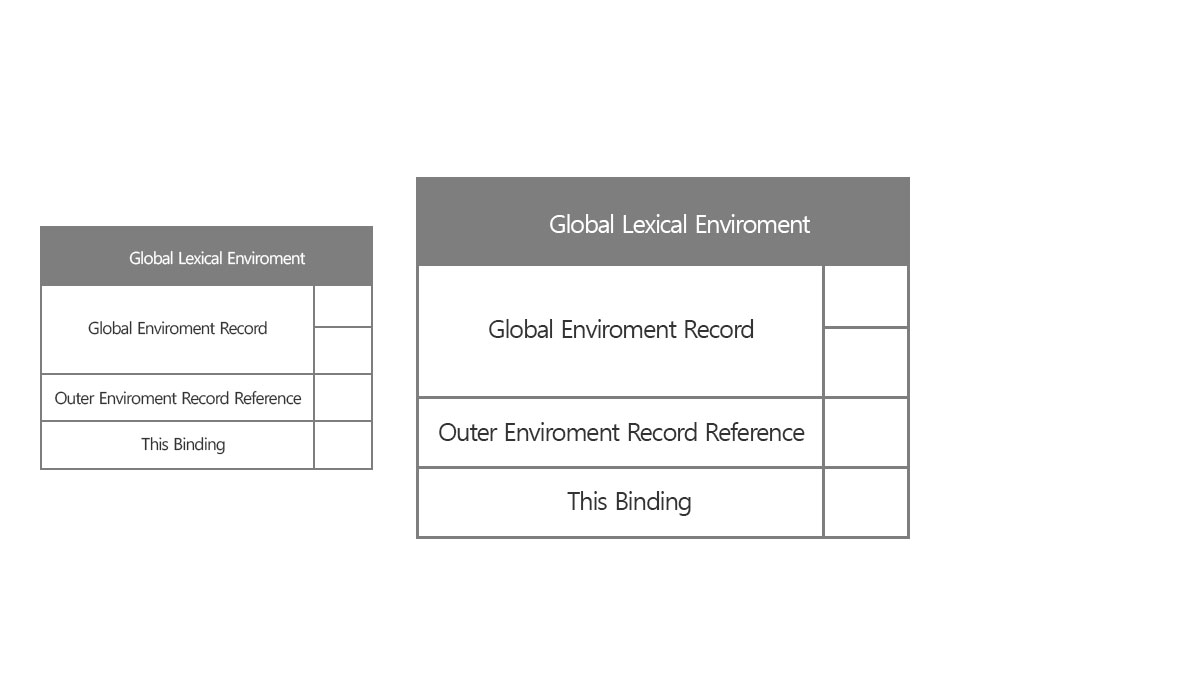 Global Lexical Enviroment
Global Enviroment Record
Outer Enviroment Record Reference
This Binding
Global Lexical Enviroment
Global Enviroment Record
Outer Enviroment Record Reference
This Binding